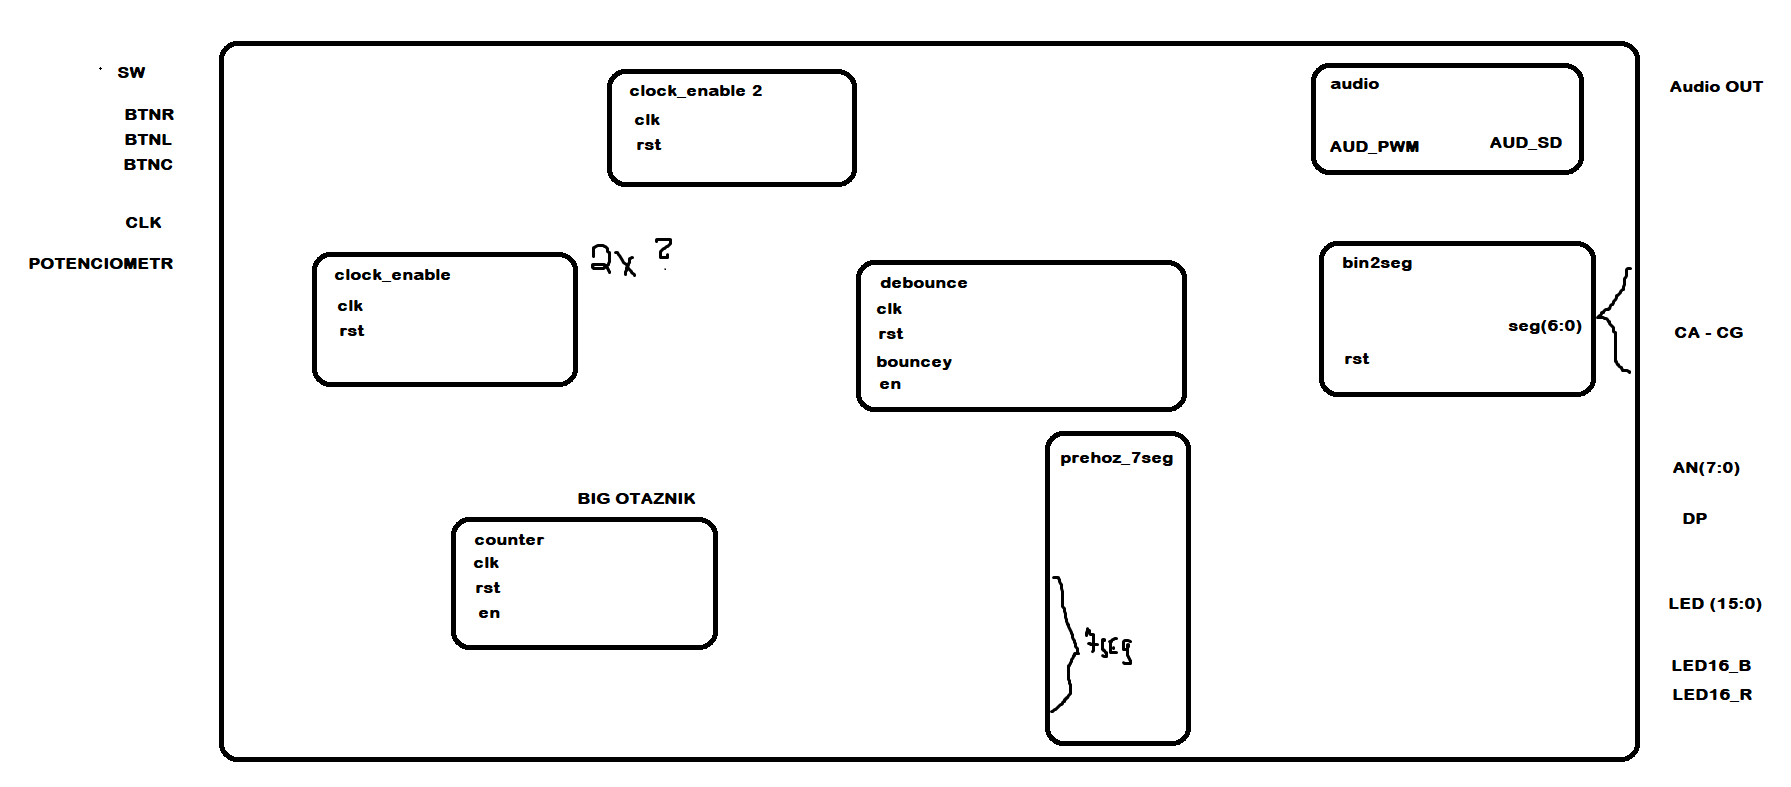 SW
BTNR
BTNL
BTNC
CLK
POTENCIOMETR
clock_enable 2
clk
rst
audio
AUD_PWM
AUD_SD
Audio OUT
clock_enable
clk
rst
2x ?
debounce
clk
rst
bouncey
en
bin2seg
seg(6:0)
rst
CA - CG
BIG OTAZNIK
counter
clk
rst
en
prehoz_7seg
7SEG
AN(7:0)
DP
LED (15:0)
LED16_B
LED16_R